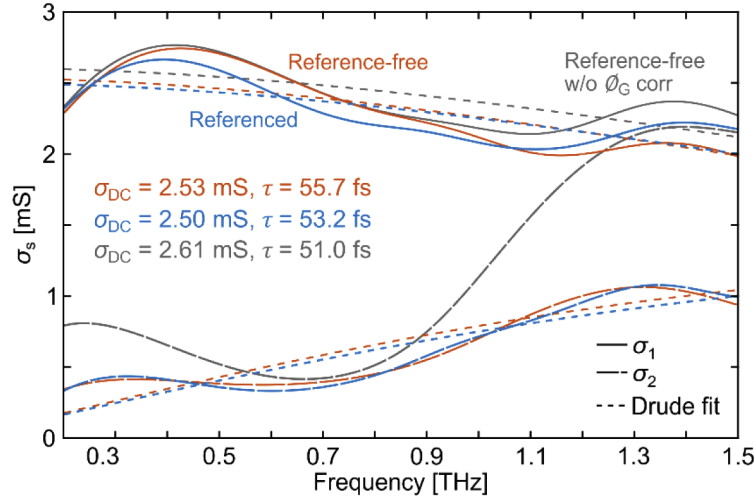 3
2
1
0
σs [mS]
Reference-free
Reference-free
w/o ØG corr
Referenced
σDC = 2.53 mS, τ = 55.7 fs
σDC = 2.50 mS, τ = 53.2 fs
σDC = 2.61 mS, τ = 51.0 fs
σ1
σ2
Drude fit
0.3 0.5 0.7 0.9 1.1 1.3 1.5
Frequency [THz]